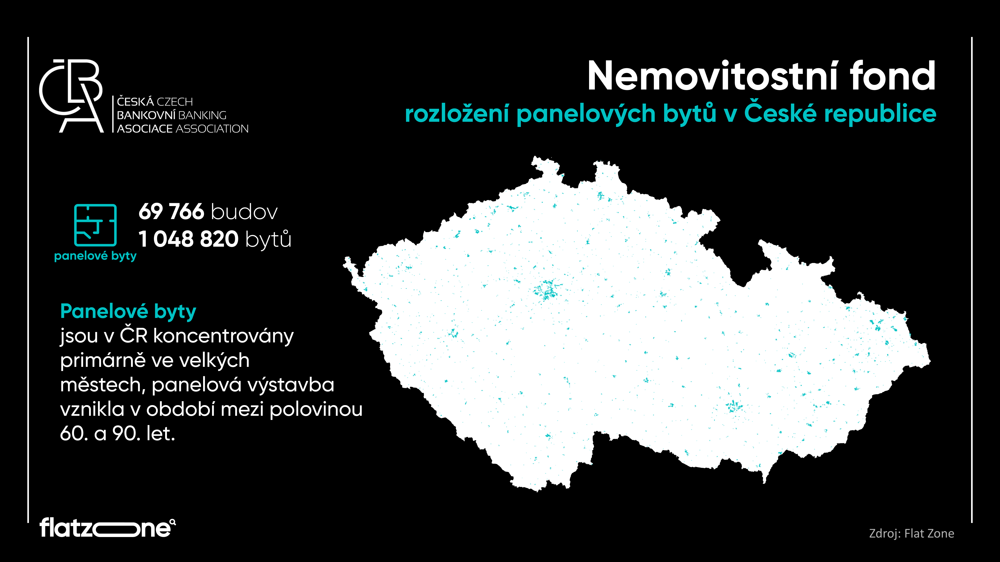 ČBA
ČESKÁ CZECH
BANKOVNÍ BANKING
ASOCIACE ASSOCIATION
Nemovitostní fond
rozložení panelových bytů v České republice
69 766 budov
1 048 820 bytů
panelové byty
Panelové byty
jsou v ČR koncentrovány
primárně ve velkých
městech, panelová výstavba
vznikla v období mezi polovinou
60. a 90. let.
flatzone
Zdroj: Flat Zone